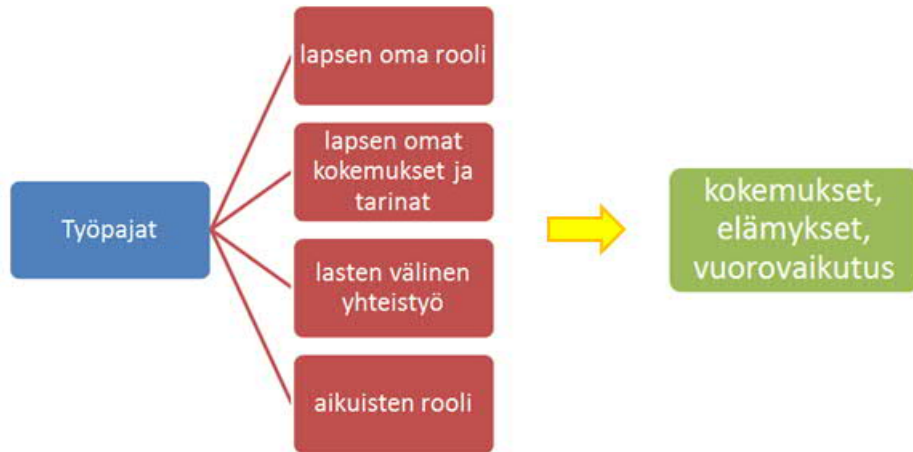 Työpajat
lapsen oma rooli
lapsen omat
kokemukset ja
tarinat
lasten välinen
yhteistyö
aikuisten rooli
kokemukset,
elämykset,
vuorovaikutus